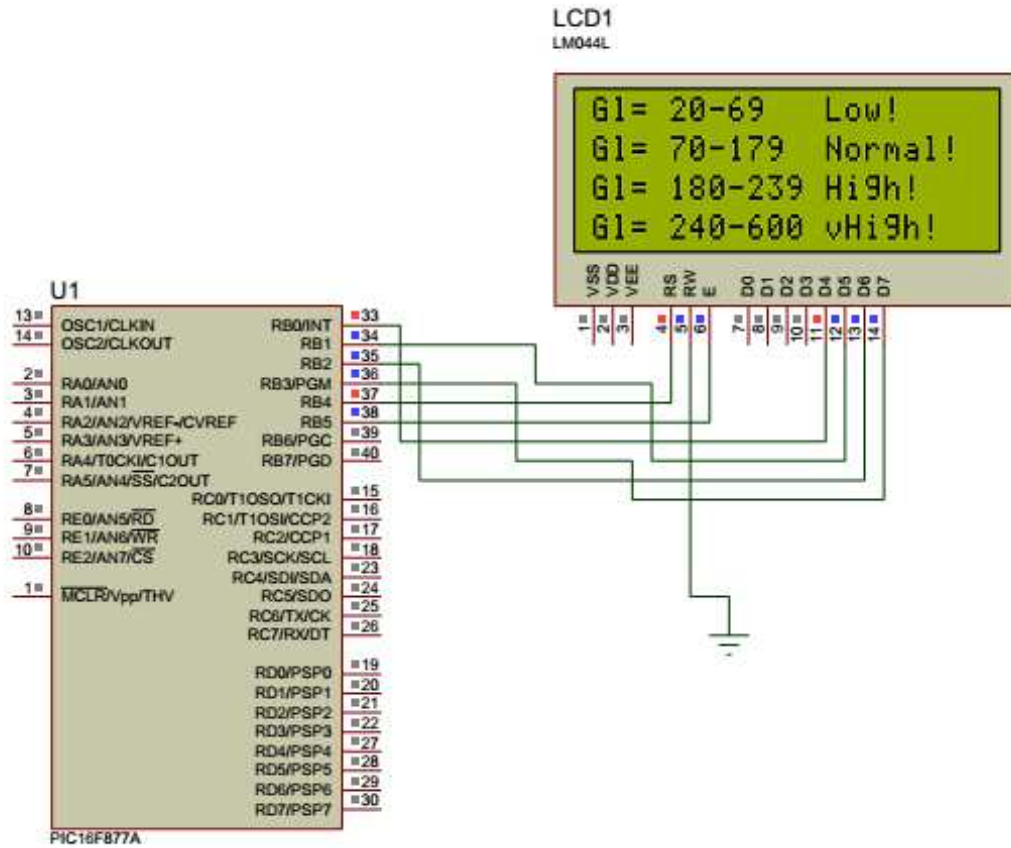 LCD1
LM044L
Gl= 20-69 Low!
Gl= 70-179 Normal!
Gl= 180-239 High!
Gl= 240-600 vHigh!
VSS
VDD
VEE
RS
RW
E
D0
D1
D2
D3
D4
D5
D6
D7
1
2
3
4
5
6
7
8
9
10
11
12
13
14
U1
13 OSC1/CLKIN RB0/INT 33
14 OSC2/CLKOUT RB1 34
RB2 35
2 RA0/AN0 RB3/PGM 36
3 RA1/AN1 RB4 37
4 RA2/AN2/VREF-/CVREF RB5 38
5 RA3/AN3/VREF+ RB6/PGC 39
6 RA4/T0CKI/C1OUT RB7/PGD 40
7 RA5/AN4/SS/C2OUT
RC0/T1OSO/T1CKI 15
8 RE0/AN5/RD RC1/T1OSI/CCP2 16
9 RE1/AN6/WR RC2/CCP1 17
10 RE2/AN7/CS RC3/SCK/SCL 18
RC4/SDI/SDA 23
1 MCLR/Vpp/THV RC5/SDO 24
RC6/TX/CK 25
RC7/RX/DT 26
RD0/PSP0 19
RD1/PSP1 20
RD2/PSP2 21
RD3/PSP3 22
RD4/PSP4 27
RD5/PSP5 28
RD6/PSP6 29
RD7/PSP7 30
PIC16F877A